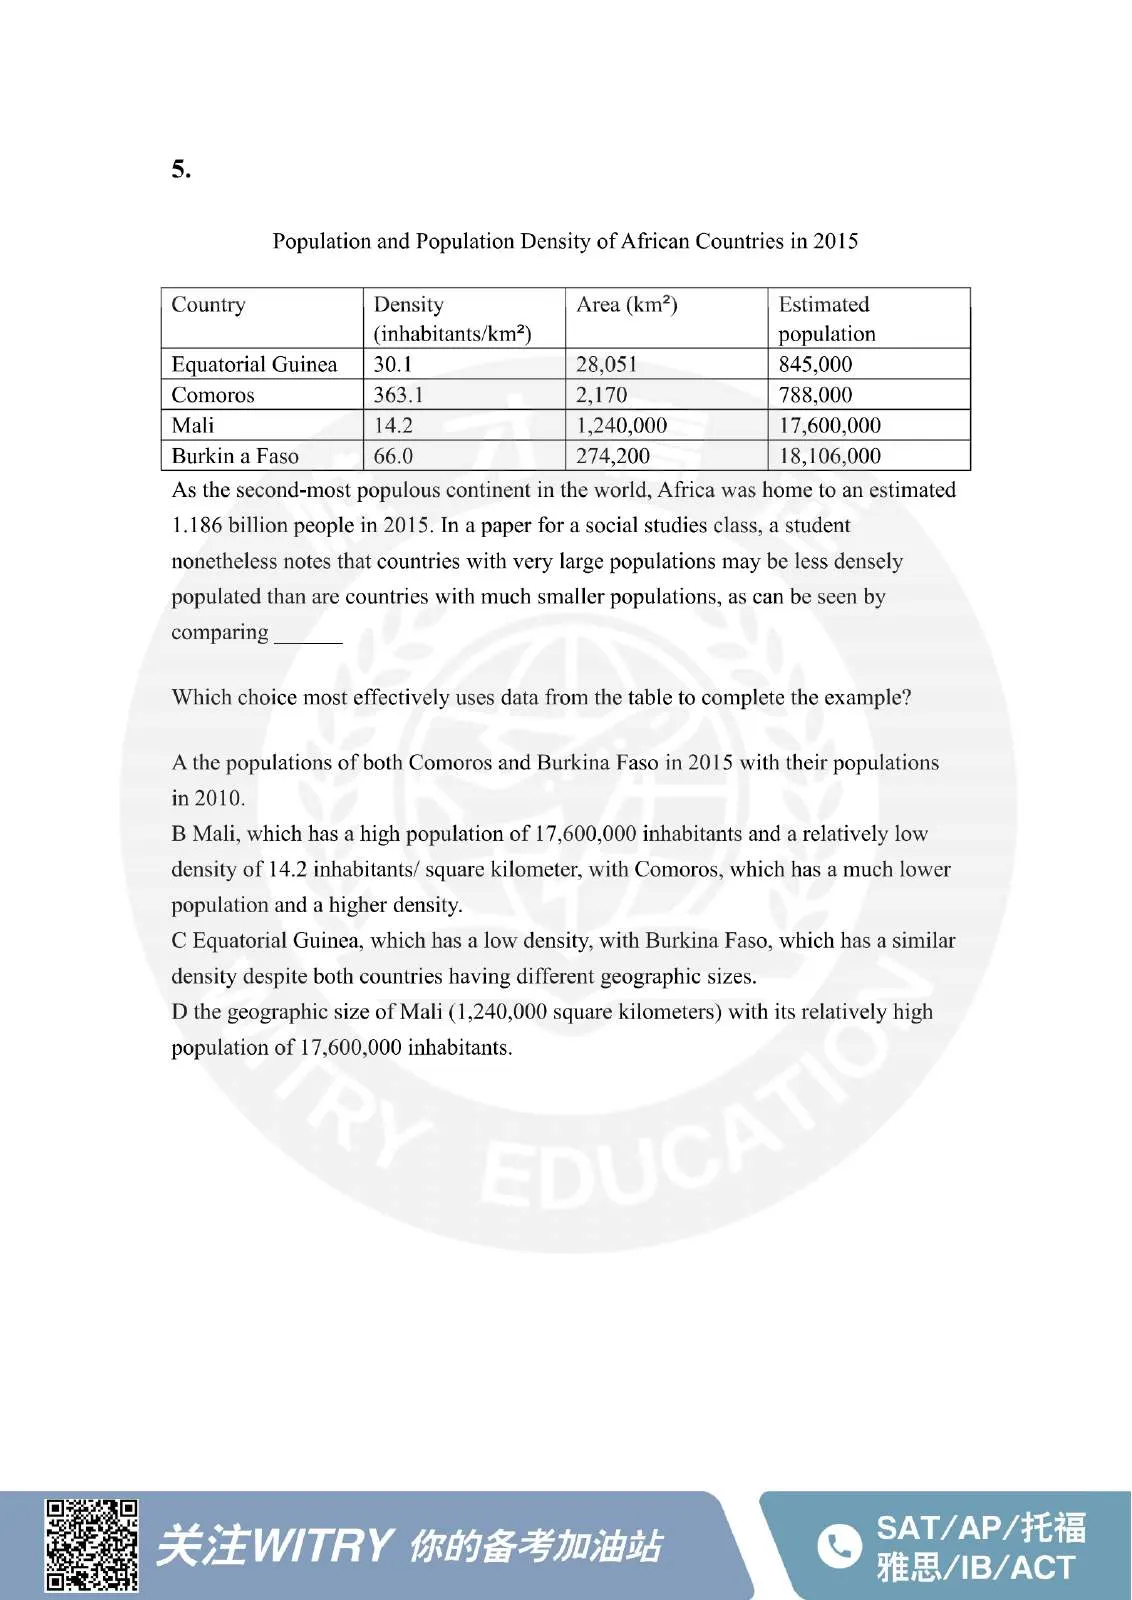 5.
Population and Population Density of African Countries in 2015
Country Density (inhabitants/km²) Area (km²) Estimated population
Equatorial Guinea 30.1 28,051 845,000
Comoros 363.1 2,170 788,000
Mali 14.2 1,240,000 17,600,000
Burkin a Faso 66.0 274,200 18,106,000
As the second-most populous continent in the world, Africa was home to an estimated
1.186 billion people in 2015. In a paper for a social studies class, a student
nonetheless notes that countries with very large populations may be less densely
populated than are countries with much smaller populations, as can be seen by
comparing ______
Which choice most effectively uses data from the table to complete the example?
A the populations of both Comoros and Burkina Faso in 2015 with their populations
in 2010.
B Mali, which has a high population of 17,600,000 inhabitants and a relatively low
density of 14.2 inhabitants/ square kilometer, with Comoros, which has a much lower
population and a higher density.
C Equatorial Guinea, which has a low density, with Burkina Faso, which has a similar
density despite both countries having different geographic sizes.
D the geographic size of Mali (1,240,000 square kilometers) with its relatively high
population of 17,600,000 inhabitants.
WITRY EDUCATION
关注WITRY 你的备考加油站
SAT/AP/托福
雅思/IB/ACT